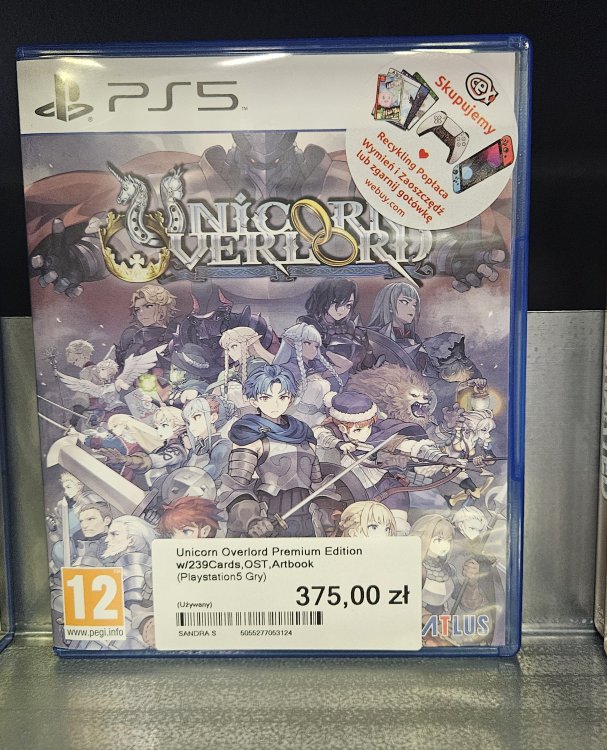 PS5
CeX
Skupujemy
Recykling Popłaca
Wymień i Zaoszczędź
lub zgarnij gotówkę
webuy.com
UNICORN
OVERLORD
Unicorn Overlord Premium Edition
w/239Cards,OST,Artbook
(Playstation5 Gry)
(Używany)
375,00 zł
SANDRA S 5055277053124
12
www.pegi.info
ATLUS